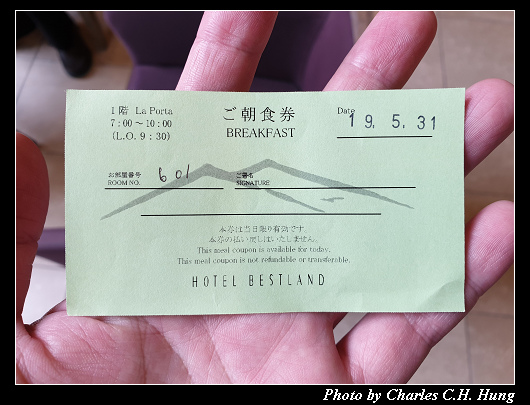 1階 La Porta
7:00～10:00
(L.O. 9:30)
ご朝食券
BREAKFAST
Date
19. 5. 31
お部屋番号
ROOM NO.
601
ご署名
SIGNATURE
本券は当日限り有効です。
本券の払い戻しはいたしません。
This meal coupon is available for today.
This meal coupon is not refundable or transferable.
HOTEL BESTLAND
Photo by Charles C.H. Hung